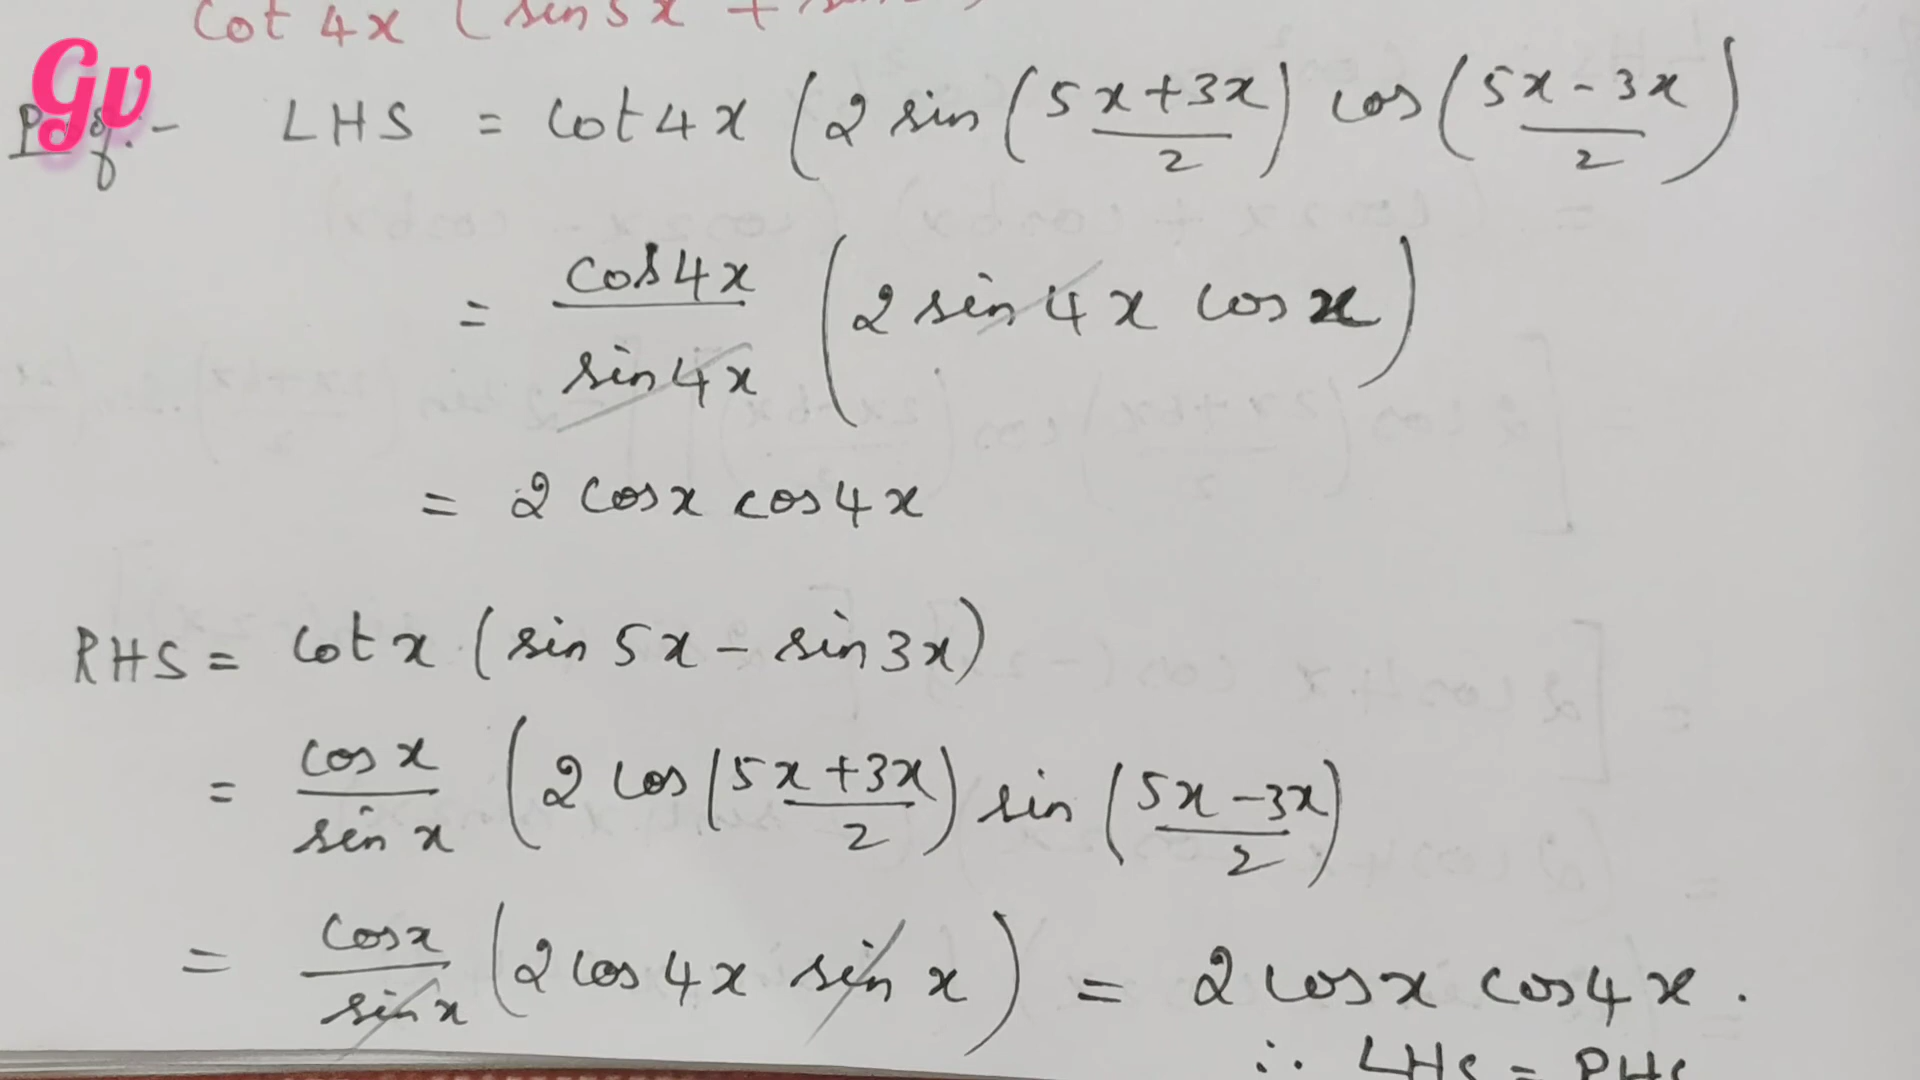 cot 4x ( sin 5x +
Gv
Proof:- LHS = cot 4x ( 2 sin ( 5x+3x / 2 ) cos ( 5x-3x / 2 )
= cos 4x / sin 4x ( 2 sin 4x cos x )
= 2 cos x cos 4x
RHS = cot x ( sin 5x - sin 3x )
= cos x / sin x ( 2 cos ( 5x+3x / 2 ) sin ( 5x-3x / 2 )
= cos x / sin x ( 2 cos 4x sin x ) = 2 cos x cos 4x .
∴ LHS = RHS